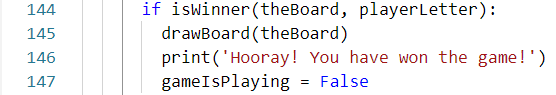 144 if isWinner(theBoard, playerLetter):
145 drawBoard(theBoard)
146 print('Hooray! You have won the game!')
147 gameIsPlaying = False